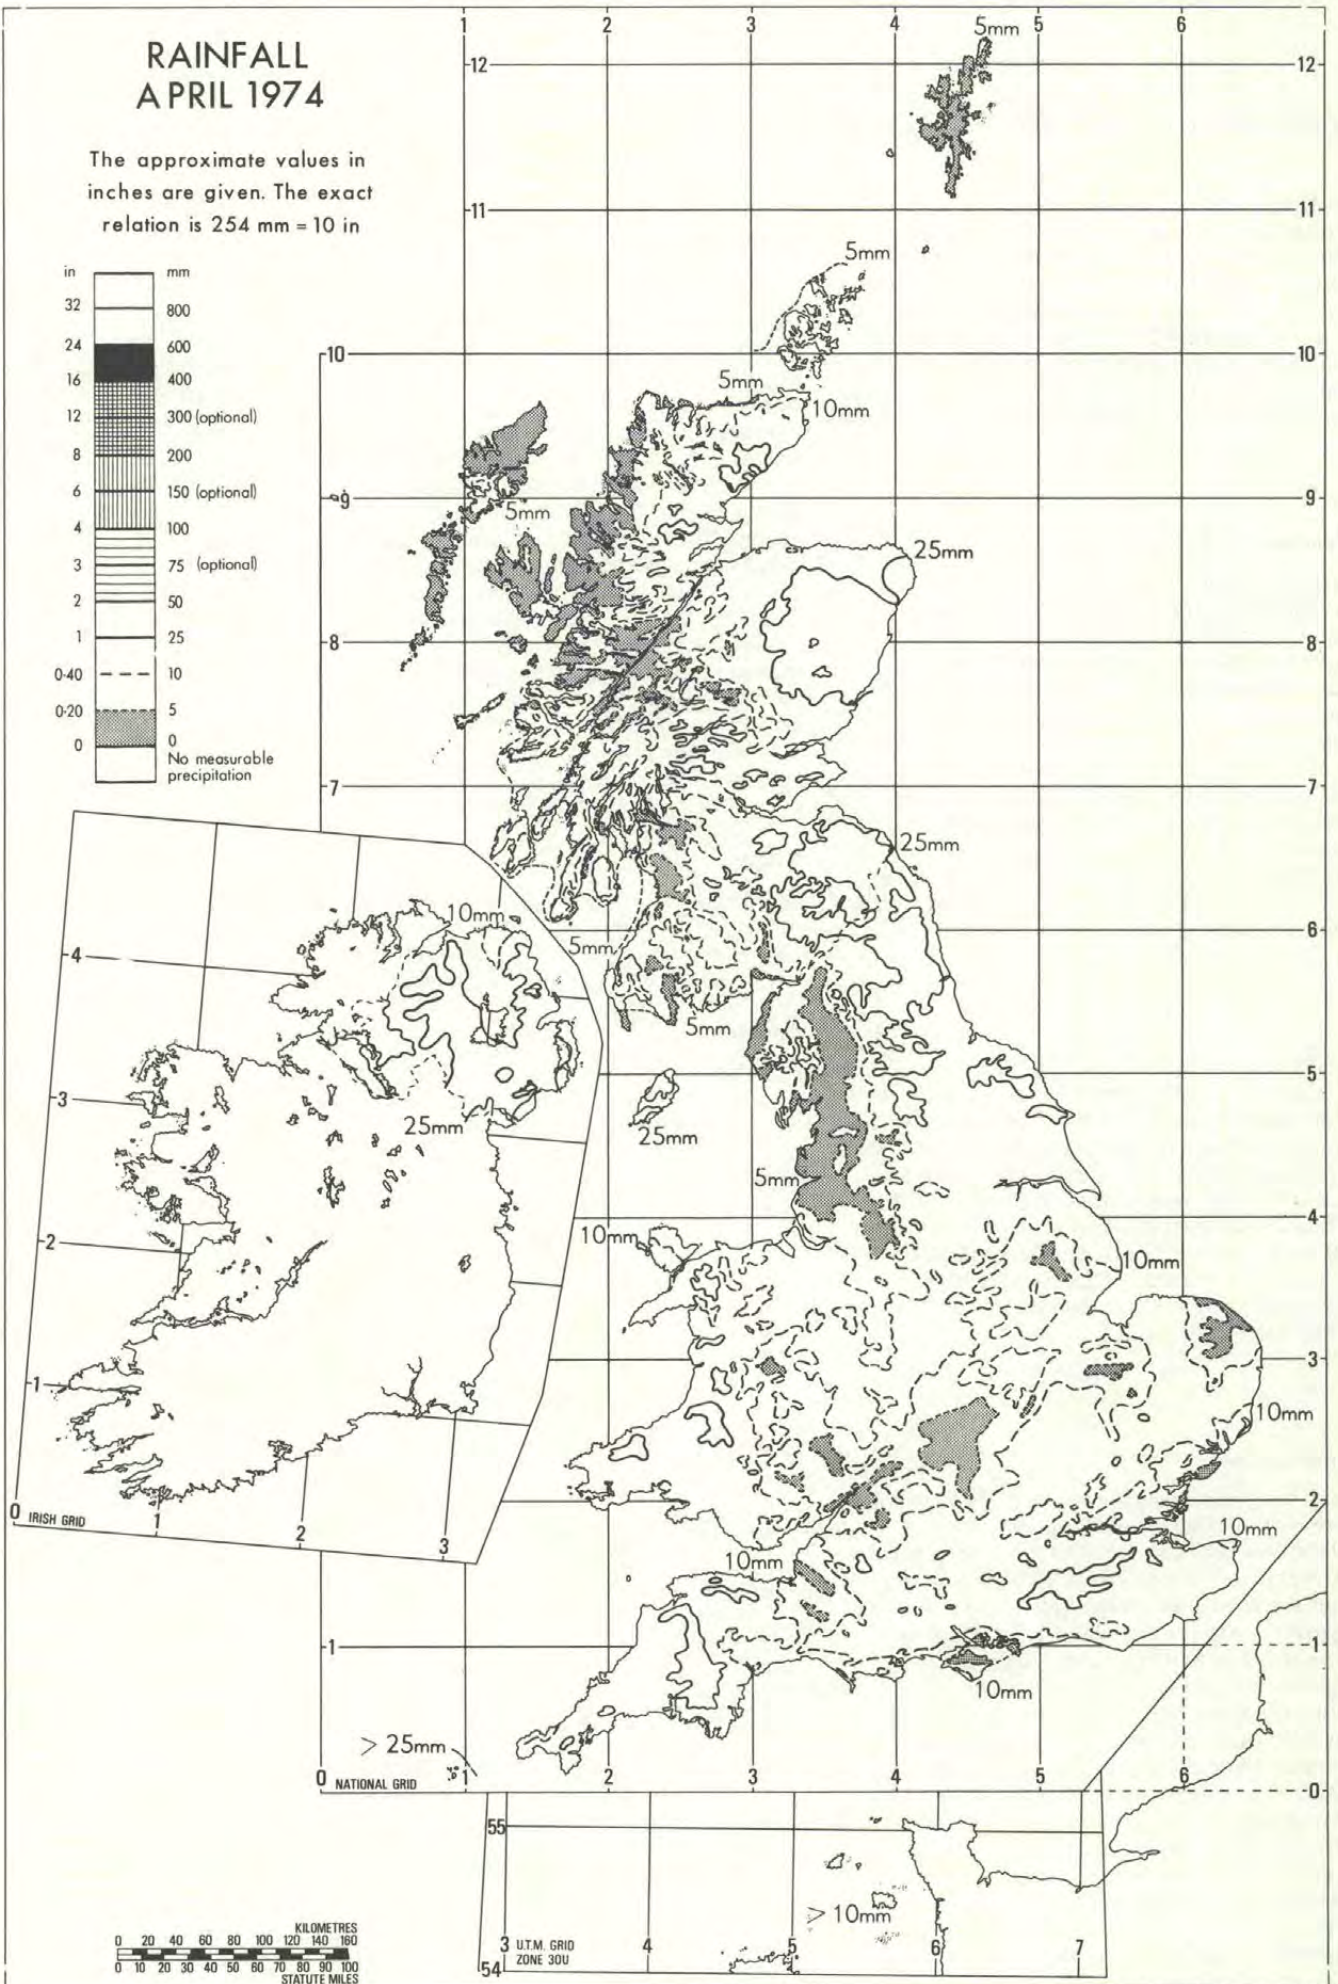 RAINFALL
APRIL 1974
The approximate values in
inches are given. The exact
relation is 254 mm = 10 in
in mm
32 800
24 600
16 400
12 300 (optional)
8 200
6 150 (optional)
4 100
3 75 (optional)
2 50
1 25
0·40 10
0·20 5
0 0
No measurable
precipitation
1 2 3 4 5 6
5mm
12 12
11 11
5mm
10 10
5mm
10mm
9 9
5mm
25mm
8 8
7 7
25mm
10mm
6
5mm
4
5mm
5
3
25mm
25mm
5mm
4
10mm
2
10mm
3
1
10mm
2
0 IRISH GRID 1 2 3
10mm
10mm
1 1
10mm
> 25mm
0 NATIONAL GRID 1 2 3 4 5 6 0
55
> 10mm
3 U.T.M. GRID 4 5 6 7
ZONE 30U
54
KILOMETRES
0 20 40 60 80 100 120 140 160
0 10 20 30 40 50 60 70 80 90 100
STATUTE MILES